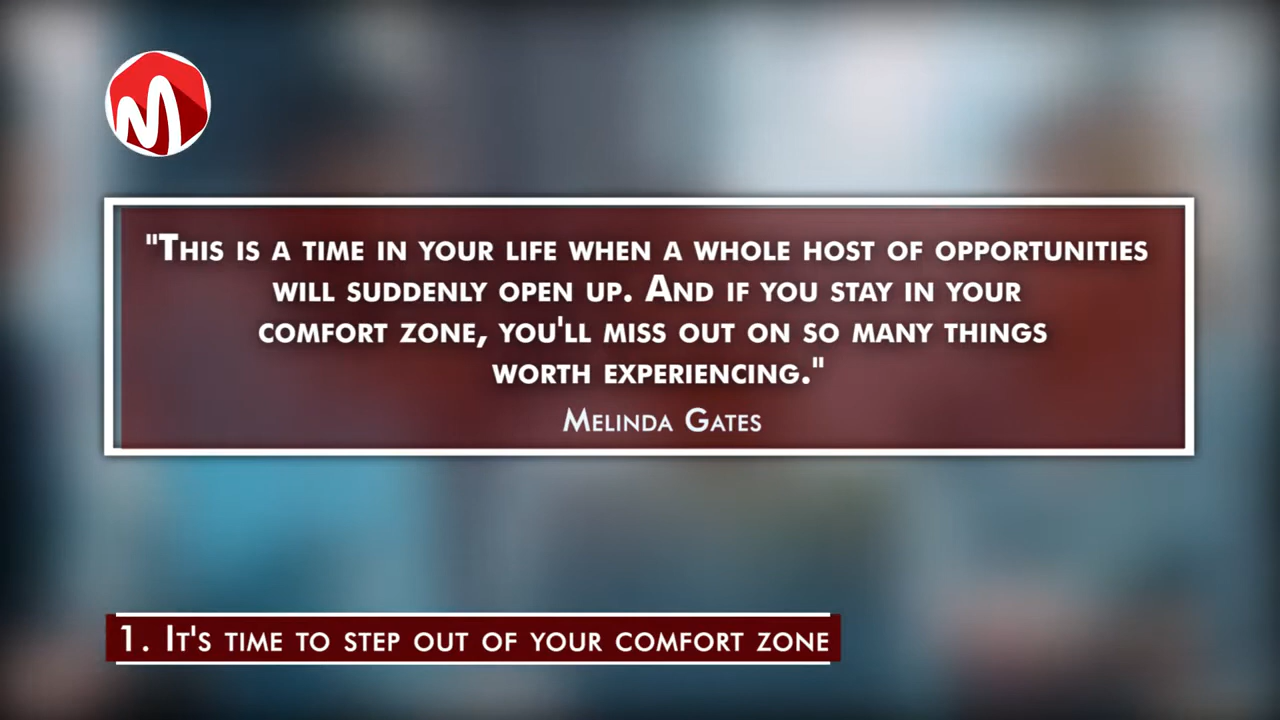 "This is a time in your life when a whole host of opportunities
will suddenly open up. And if you stay in your
comfort zone, you'll miss out on so many things
worth experiencing."
Melinda Gates
1. It's time to step out of your comfort zone